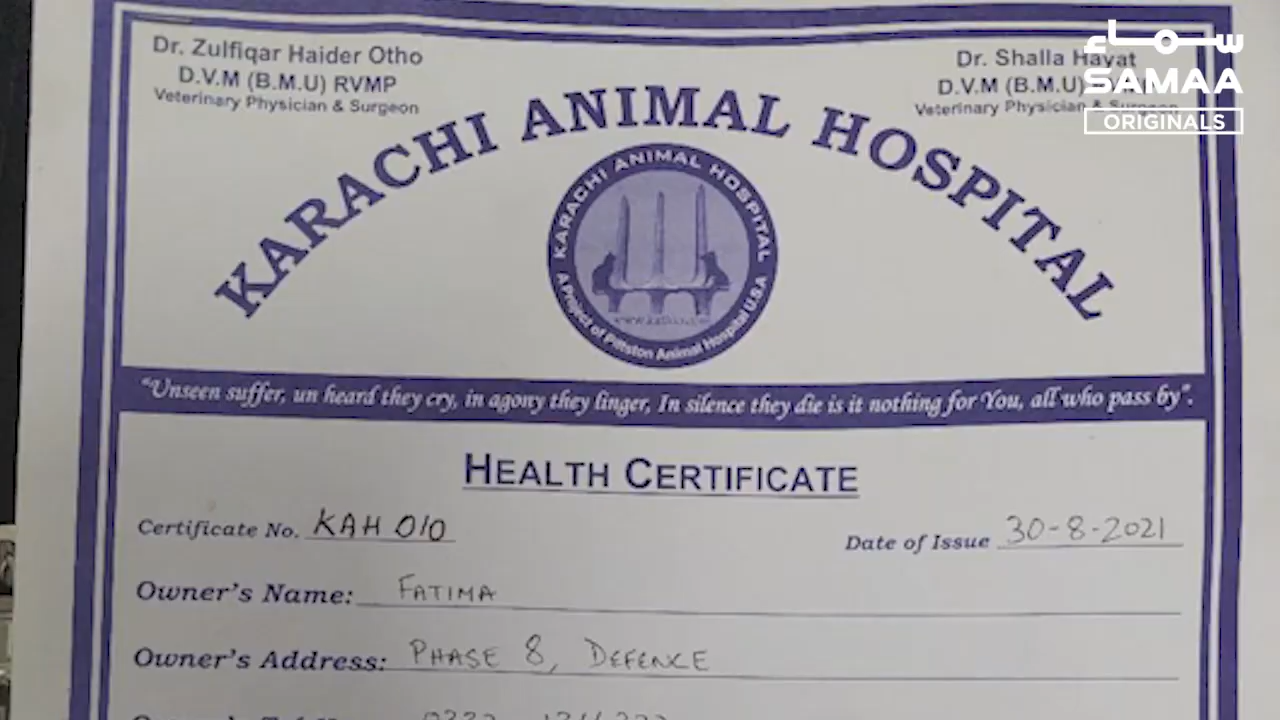 Dr. Zulfiqar Haider Otho
D.V.M (B.M.U) RVMP
Veterinary Physician & Surgeon
Dr. Shalla Hayat
D.V.M (B.M.U)
Veterinary Physician & Surgeon
سماء
SAMAA
ORIGINALS
KARACHI ANIMAL HOSPITAL
KARACHI ANIMAL HOSPITAL
A Project of Pittston Animal Hospital U.S.A
"Unseen suffer, un heard they cry, in agony they linger, In silence they die is it nothing for You, all who pass by".
HEALTH CERTIFICATE
Certificate No. KAH 010
Date of Issue 30-8-2021
Owner's Name: FATIMA
Owner's Address: PHASE 8, DEFENCE